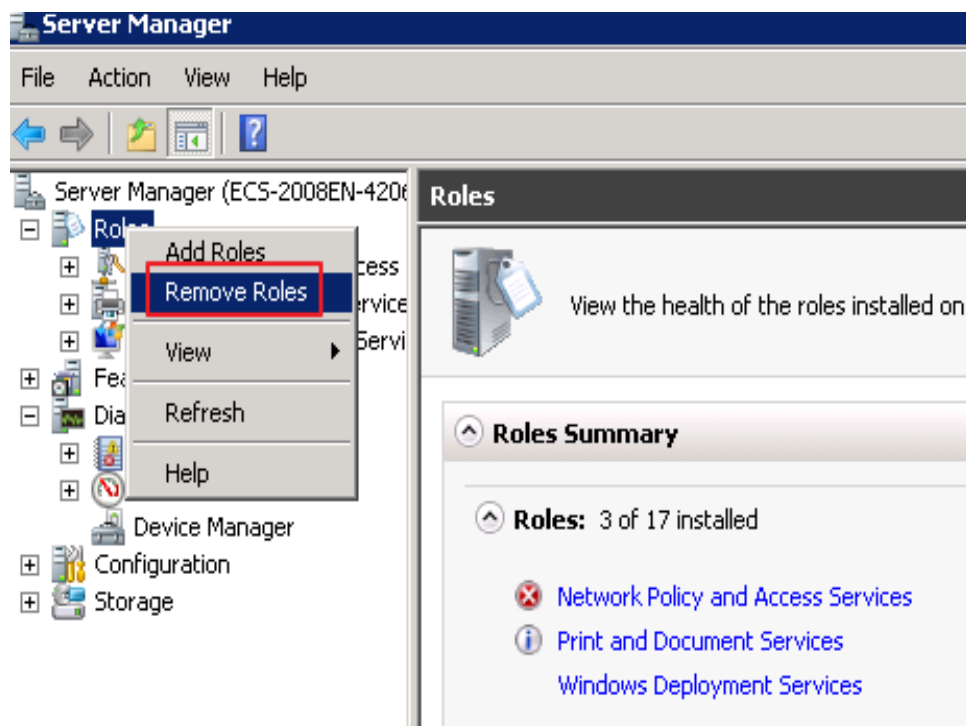 Server Manager
File Action View Help
Server Manager (ECS-2008EN-4206
Roles
Add Roles
Remove Roles
View
Refresh
Help
Device Manager
Configuration
Storage
Roles
View the health of the roles installed on
Roles Summary
Roles: 3 of 17 installed
Network Policy and Access Services
Print and Document Services
Windows Deployment Services